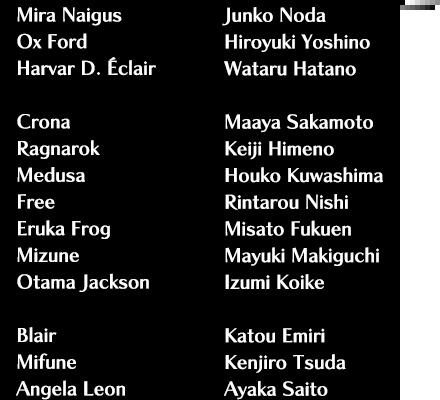 Mira Naigus Junko Noda
Ox Ford Hiroyuki Yoshino
Harvar D. Éclair Wataru Hatano
Crona Maaya Sakamoto
Ragnarok Keiji Himeno
Medusa Houko Kuwashima
Free Rintarou Nishi
Eruka Frog Misato Fukuen
Mizune Mayuki Makiguchi
Otama Jackson Izumi Koike
Blair Katou Emiri
Mifune Kenjiro Tsuda
Angela Leon Ayaka Saito